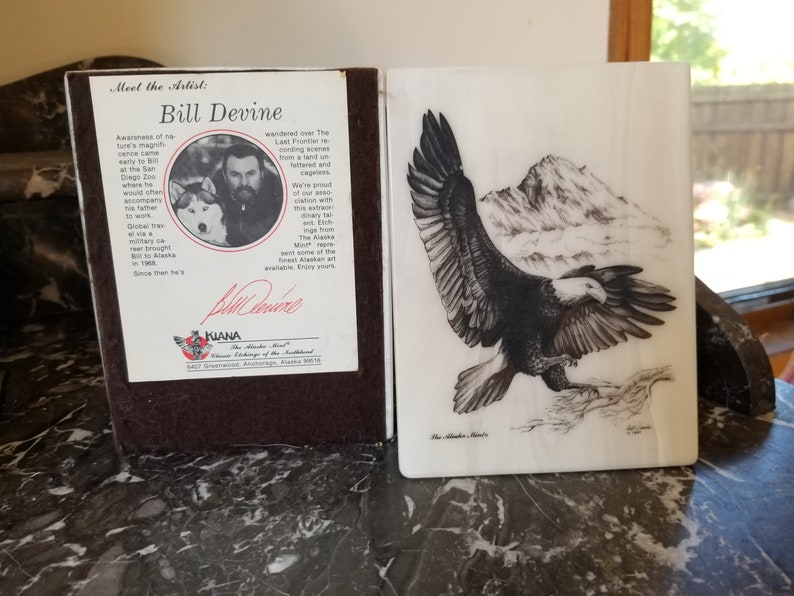 Meet the Artist:
Bill Devine
Awareness of na-
ture's magnifi-
cence came
early to Bill
at the San
Diego Zoo
where he
would often
accompany
his father
to work.
Global trav-
el via a
military ca-
reer brought
Bill to Alaska
in 1968.
Since then he's
wandered over The
Last Frontier re-
cording scenes
from a land un-
fettered and
cageless.
We're proud
of our asso-
ciation with
this extraor-
dinary tal-
ent. Etch-
ings from
The Alaska
Mint® repre-
sent some of the
finest Alaskan art
available. Enjoy yours.
Bill Devine
KIANA
The Alaska Mint®
Classic Etchings of the Northland
6407 Greenwood, Anchorage, Alaska 99518
The Alaska Mint®
Bill Devine